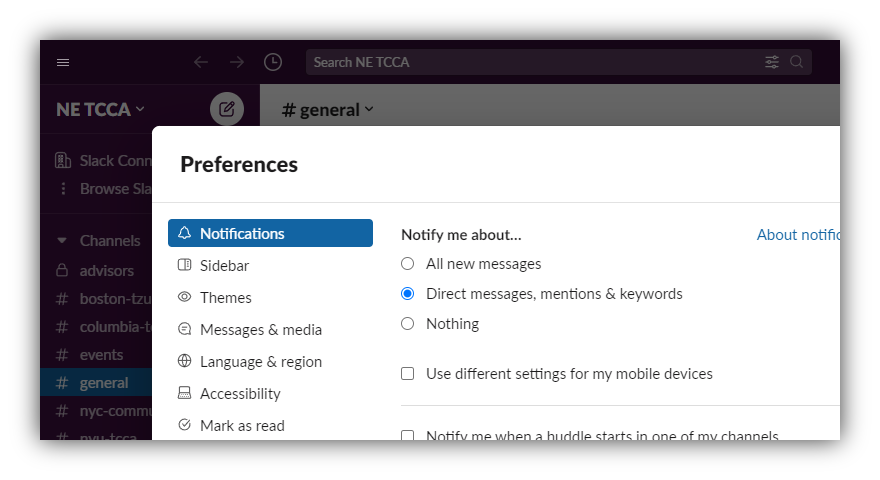 Search NE TCCA
NE TCCA
# general
Slack Conn
Browse Sla
Channels
advisors
# boston-tzu
# columbia-t
# events
# general
# nyc-commu
# nyu-tcca
Preferences
Notifications
Sidebar
Themes
Messages & media
Language & region
Accessibility
Mark as read
Notify me about...
About notific
All new messages
Direct messages, mentions & keywords
Nothing
Use different settings for my mobile devices
Notify me when a huddle starts in one of my channels